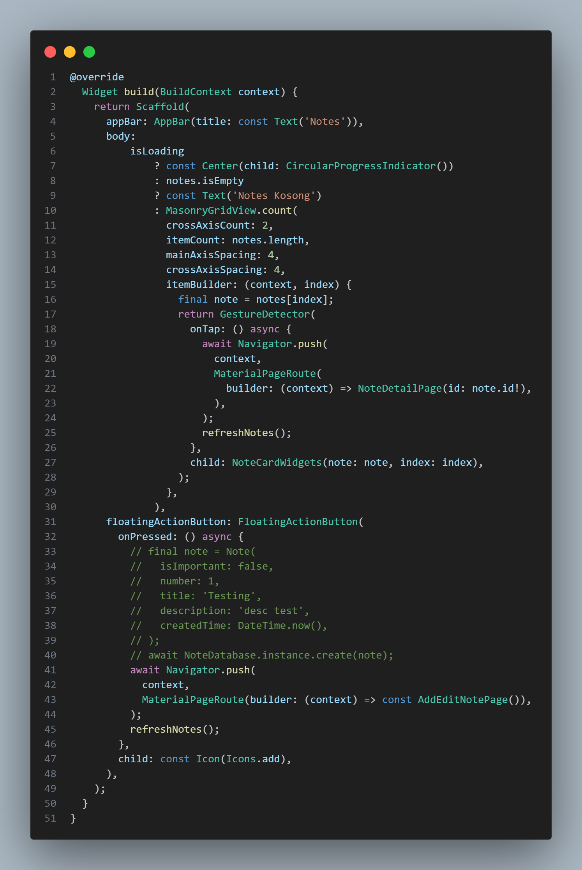 1 @override
2   Widget build(BuildContext context) {
3     return Scaffold(
4       appBar: AppBar(title: const Text('Notes')),
5       body:
6           isLoading
7               ? const Center(child: CircularProgressIndicator())
8               : notes.isEmpty
9               ? const Text('Notes Kosong')
10               : MasonryGridView.count(
11                 crossAxisCount: 2,
12                 itemCount: notes.length,
13                 mainAxisSpacing: 4,
14                 crossAxisSpacing: 4,
15                 itemBuilder: (context, index) {
16                   final note = notes[index];
17                   return GestureDetector(
18                     onTap: () async {
19                       await Navigator.push(
20                         context,
21                         MaterialPageRoute(
22                           builder: (context) => NoteDetailPage(id: note.id!),
23                         ),
24                       );
25                       refreshNotes();
26                     },
27                     child: NoteCardWidgets(note: note, index: index),
28                   );
29                 },
30               ),
31       floatingActionButton: FloatingActionButton(
32         onPressed: () async {
33           // final note = Note(
34           //   isImportant: false,
35           //   number: 1,
36           //   title: 'Testing',
37           //   description: 'desc test',
38           //   createdTime: DateTime.now(),
39           // );
40           // await NoteDatabase.instance.create(note);
41           await Navigator.push(
42             context,
43             MaterialPageRoute(builder: (context) => const AddEditNotePage()),
44           );
45           refreshNotes();
46         },
47         child: const Icon(Icons.add),
48       ),
49     );
50   }
51 }